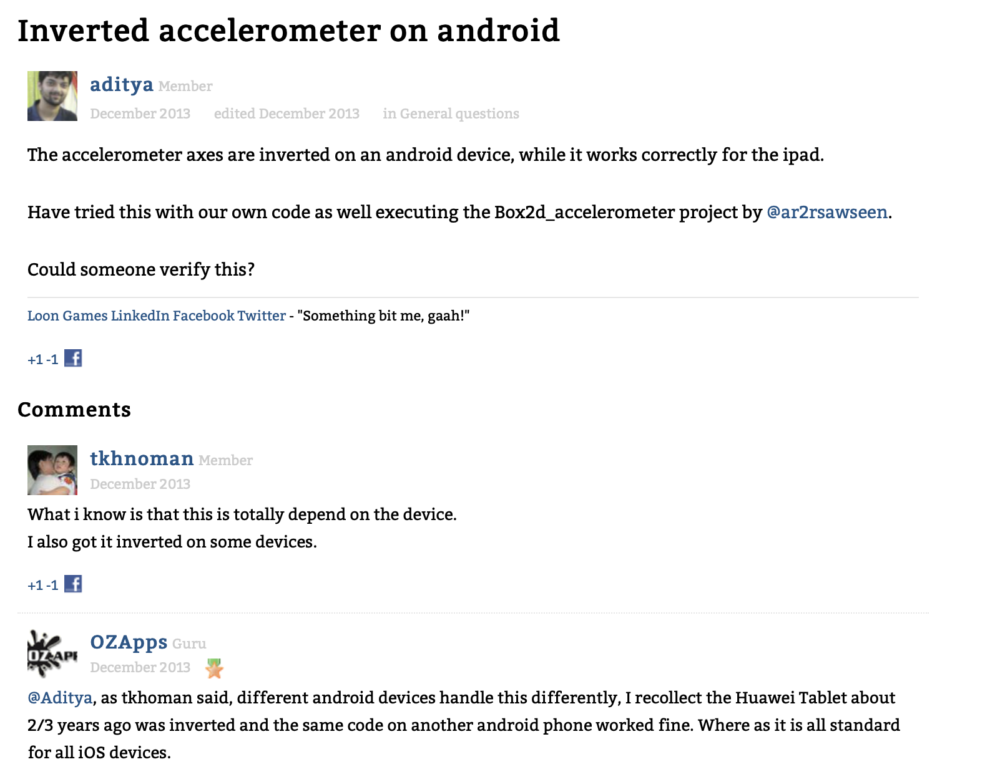 Inverted accelerometer on android
aditya Member
December 2013 edited December 2013 in General questions
The accelerometer axes are inverted on an android device, while it works correctly for the ipad.
Have tried this with our own code as well executing the Box2d_accelerometer project by @ar2rsawseen.
Could someone verify this?
Loon Games LinkedIn Facebook Twitter - "Something bit me, gaah!"
+1 -1 f
Comments
tkhnoman Member
December 2013
What i know is that this is totally depend on the device.
I also got it inverted on some devices.
+1 -1 f
OZ APP
OZApps Guru
December 2013
@Aditya, as tkhoman said, different android devices handle this differently, I recollect the Huawei Tablet about
2/3 years ago was inverted and the same code on another android phone worked fine. Where as it is all standard
for all iOS devices.